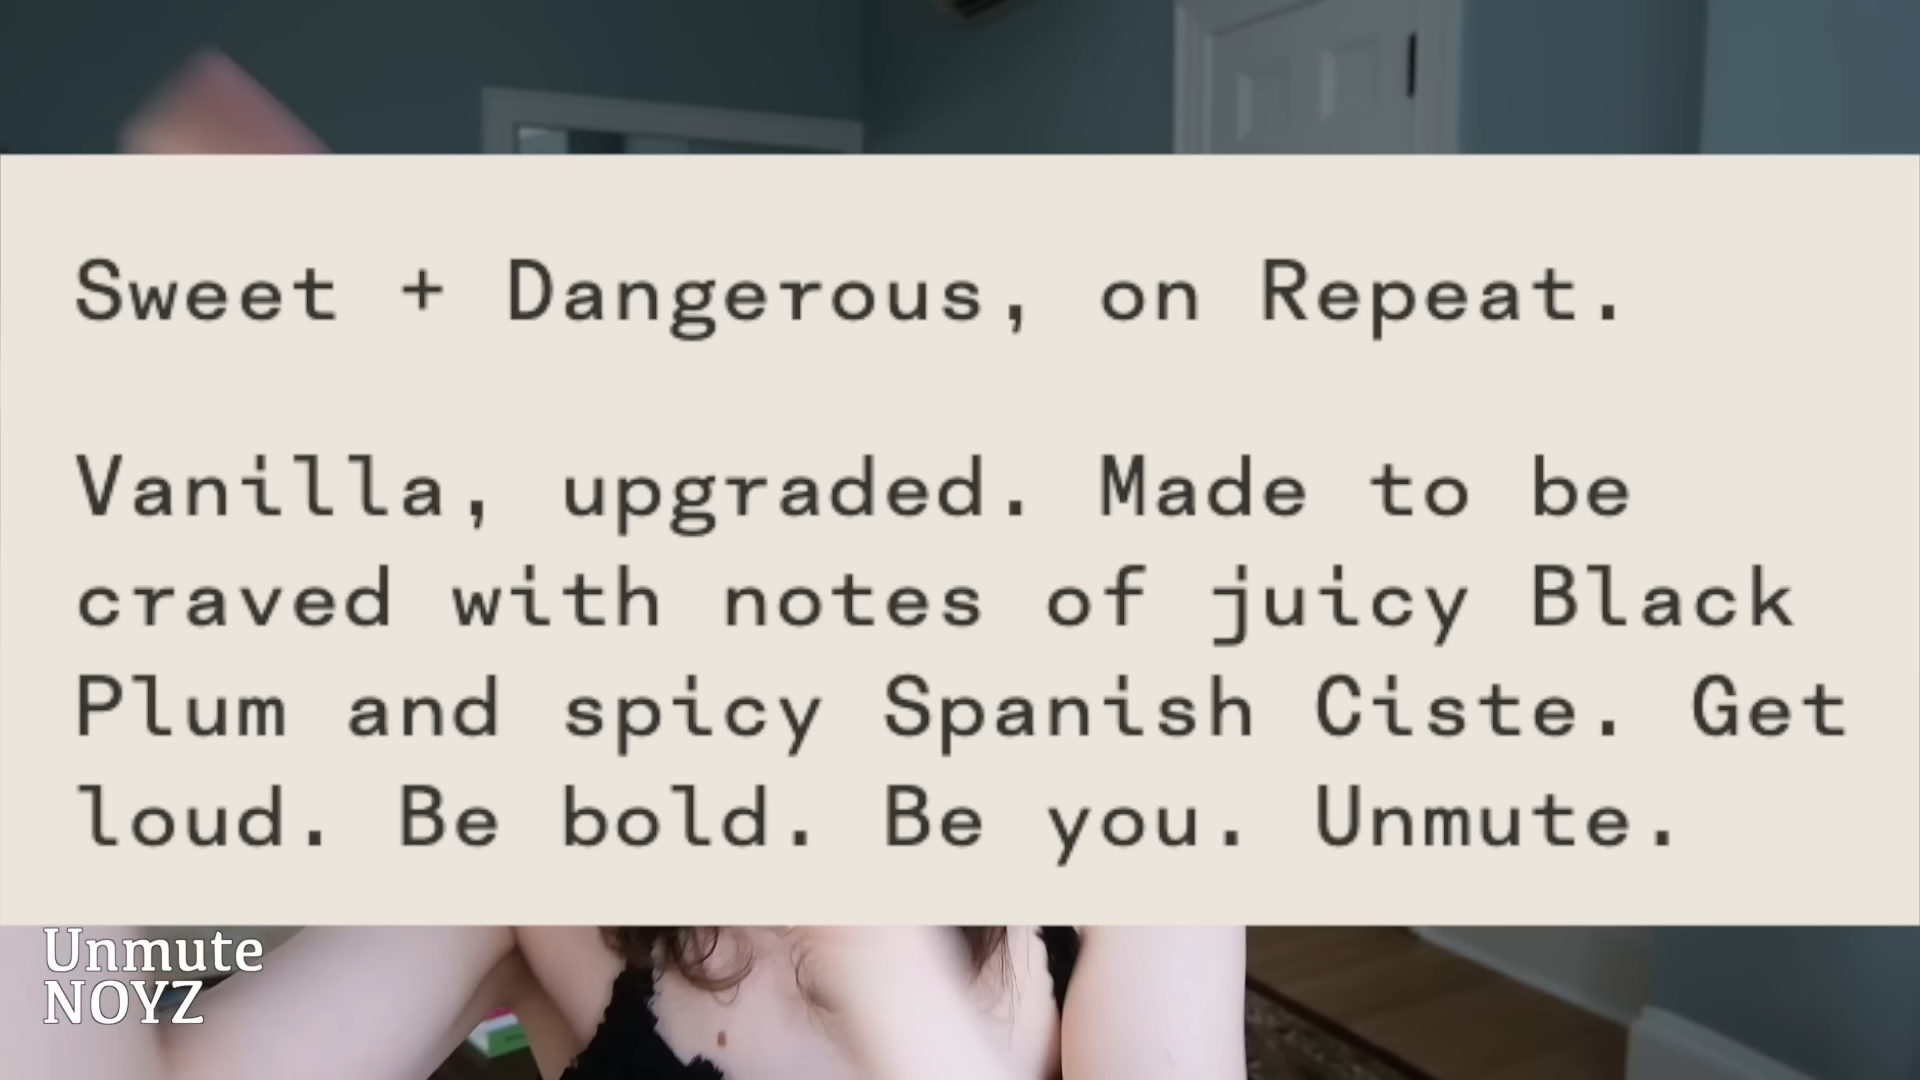 Sweet + Dangerous, on Repeat.
Vanilla, upgraded. Made to be
craved with notes of juicy Black
Plum and spicy Spanish Ciste. Get
loud. Be bold. Be you. Unmute.
Unmute
NOYZ